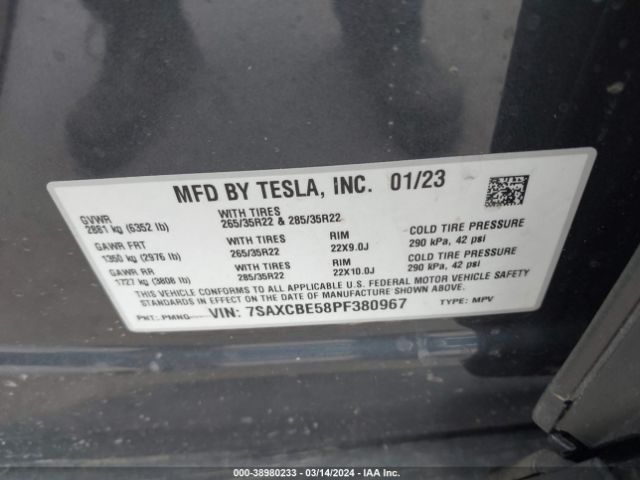 MFD BY TESLA, INC. 01/23
GVWR WITH TIRES
2881 kg (6352 lb) 265/35R22 & 285/35R22
GAWR FRT WITH TIRES RIM COLD TIRE PRESSURE
1350 kg (2976 lb) 265/35R22 22X9.0J 290 kPa, 42 psi
GAWR RR WITH TIRES RIM COLD TIRE PRESSURE
1727 kg (3808 lb) 285/35R22 22X10.0J 290 kPa, 42 psi
THIS VEHICLE CONFORMS TO ALL APPLICABLE U.S. FEDERAL MOTOR VEHICLE SAFETY
STANDARDS IN EFFECT ON THE DATE OF MANUFACTURE SHOWN ABOVE.
PNT: PMNG VIN: 7SAXCBE58PF380967 TYPE: MPV
000-38980233 - 03/14/2024 - IAA Inc.